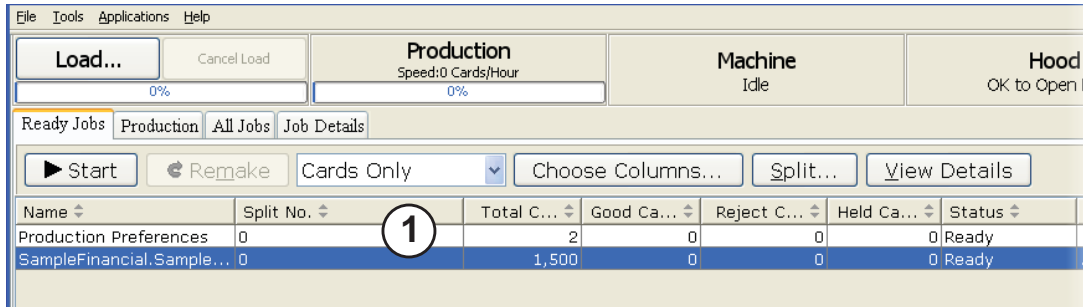 File Tools Applications Help
Load... Cancel Load Production Machine Hood
Speed:0 Cards/Hour Idle OK to Open
0% 0%
Ready Jobs Production All Jobs Job Details
Start Remake Cards Only Choose Columns... Split... View Details
Name Split No. Total C... Good Ca... Reject C... Held Ca... Status
1
Production Preferences 0 2 0 0 0 Ready
SampleFinancial.Sample... 0 1,500 0 0 0 Ready